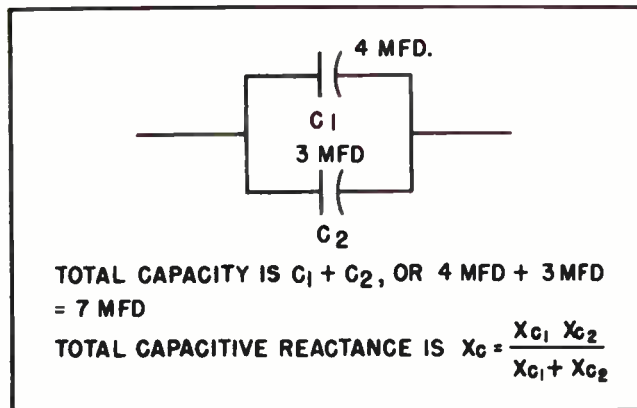 4 MFD.
C1
3 MFD
C2
TOTAL CAPACITY IS C1 + C2, OR 4 MFD + 3 MFD
= 7 MFD
TOTAL CAPACITIVE REACTANCE IS XC = XC1 XC2 / XC1 + XC2